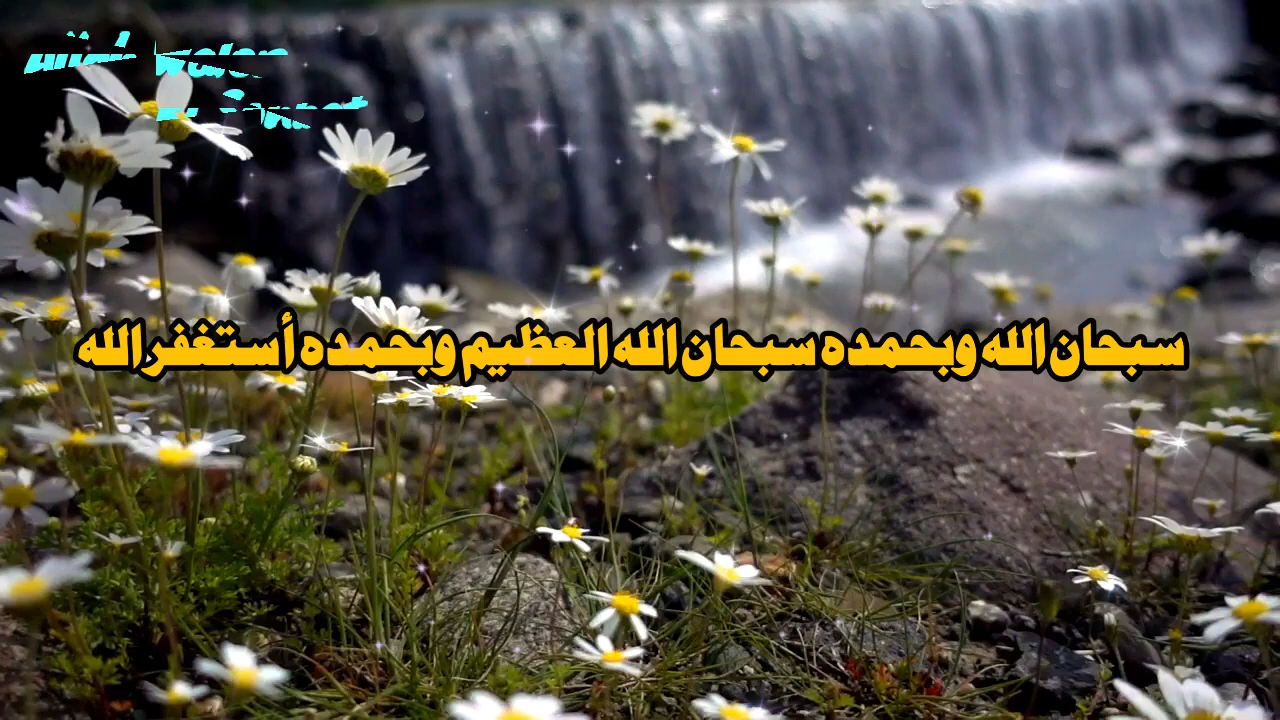 سبحان الله وبحمده سبحان الله العظيم وبحمده أستغفر الله